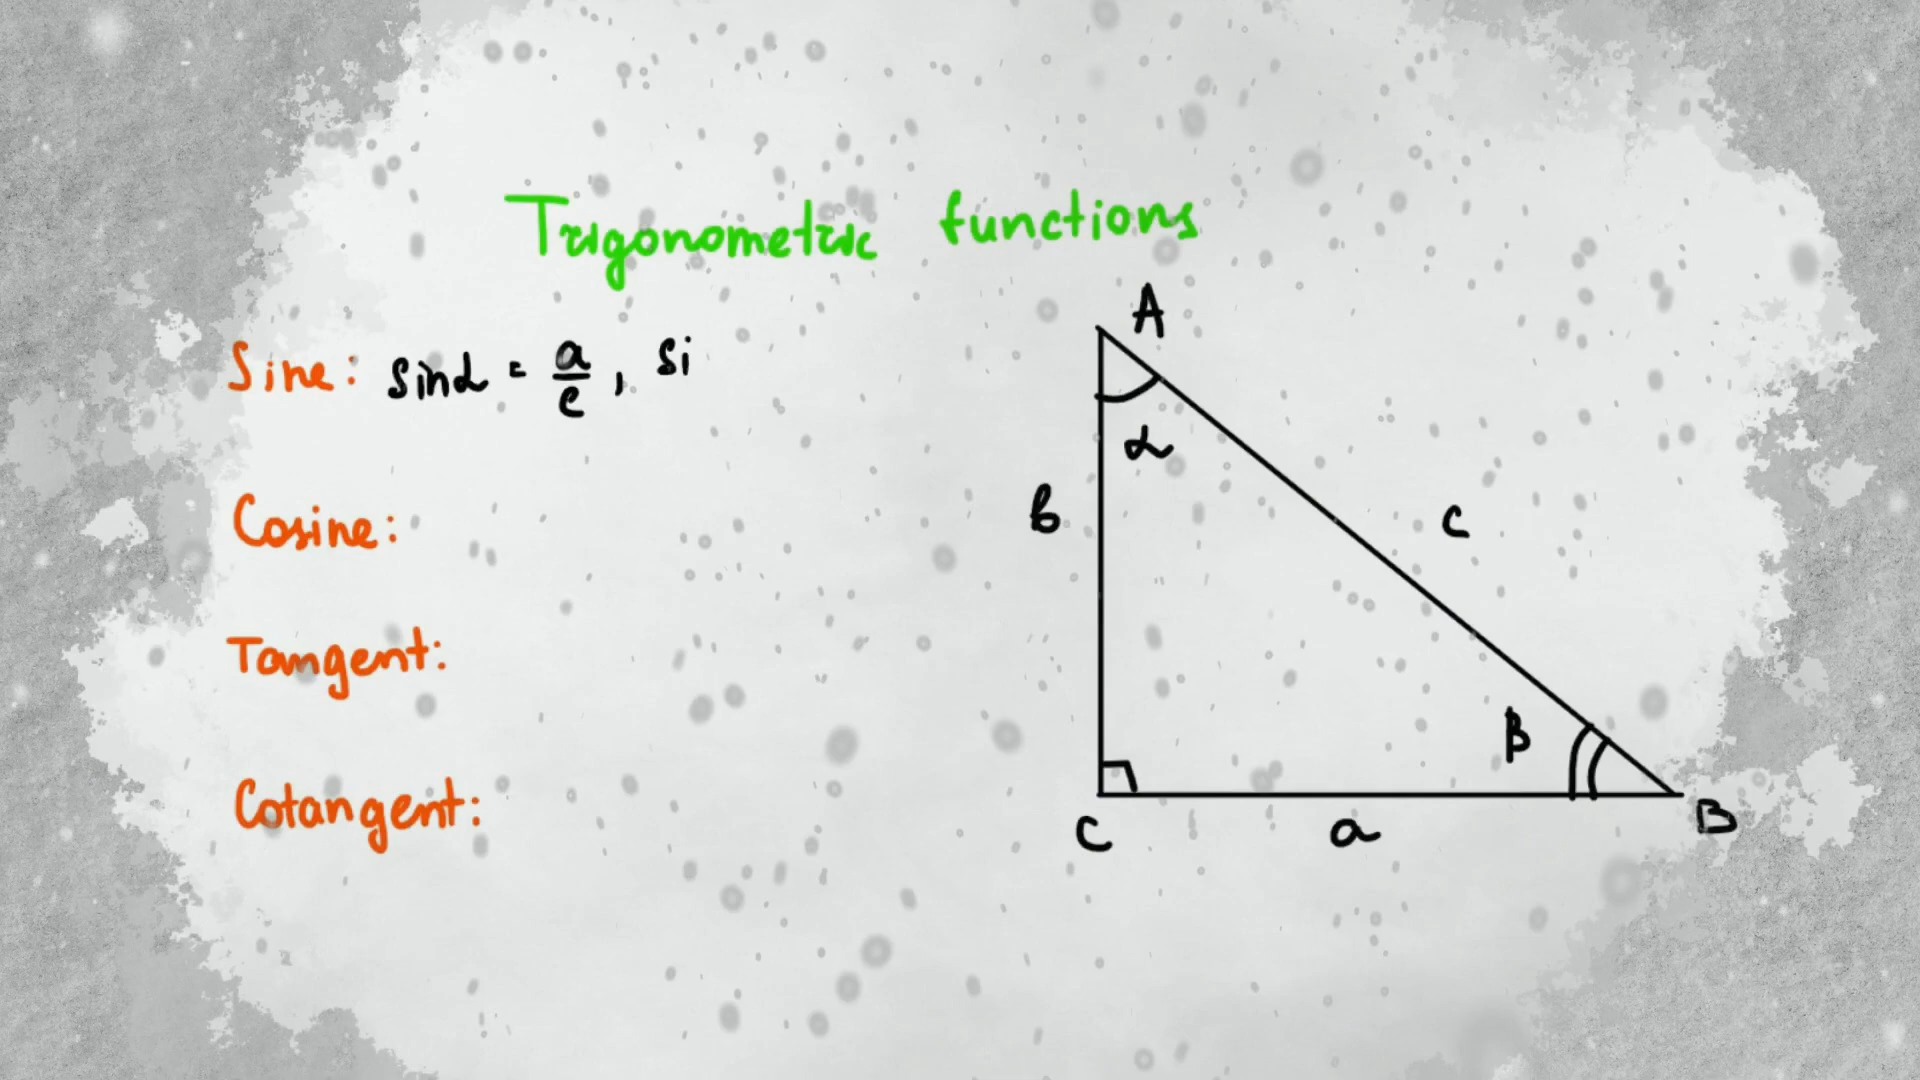 Trigonometric functions
Sine: sinα = a/c, si
Cosine:
Tangent:
Cotangent:
A
α
b
c
β
C
a
B